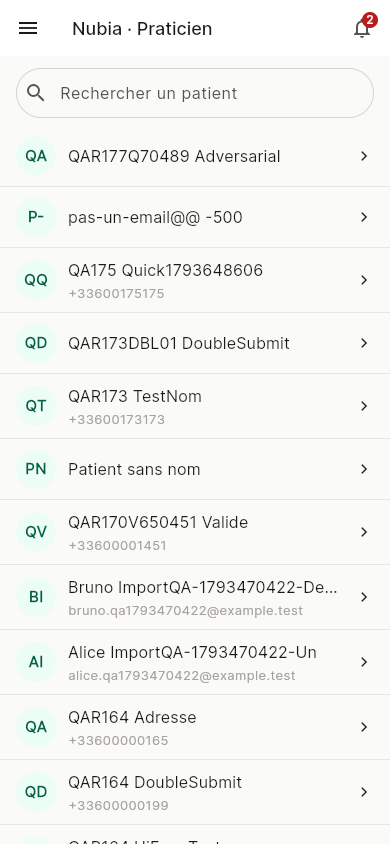 Nubia · Praticien
2
Rechercher un patient
QA
QAR177Q70489 Adversarial
P-
pas-un-email@@ -500
QQ
QA175 Quick1793648606
+33600175175
QD
QAR173DBL01 DoubleSubmit
QT
QAR173 TestNom
+33600173173
PN
Patient sans nom
QV
QAR170V650451 Valide
+33600001451
BI
Bruno ImportQA-1793470422-De...
bruno.qa1793470422@example.test
AI
Alice ImportQA-1793470422-Un
alice.qa1793470422@example.test
QA
QAR164 Adresse
+33600000165
QD
QAR164 DoubleSubmit
+33600000199